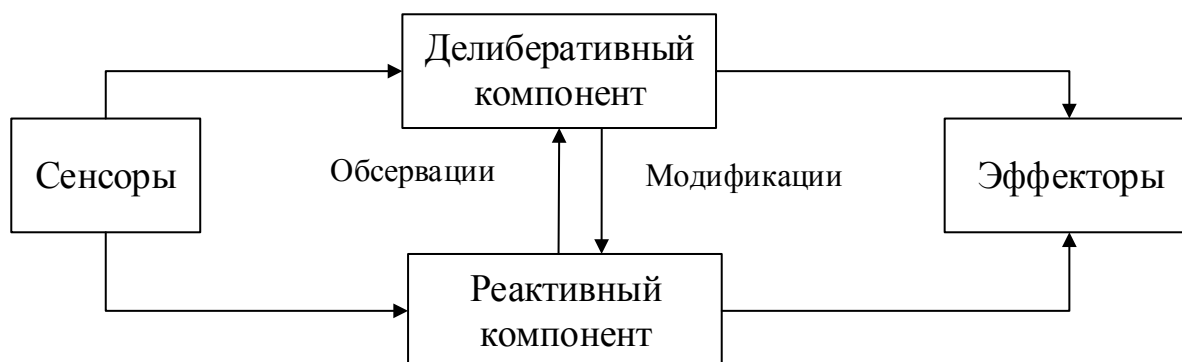 Делиберативный
компонент
Сенсоры
Обсервации
Модификации
Эффекторы
Реактивный
компонент